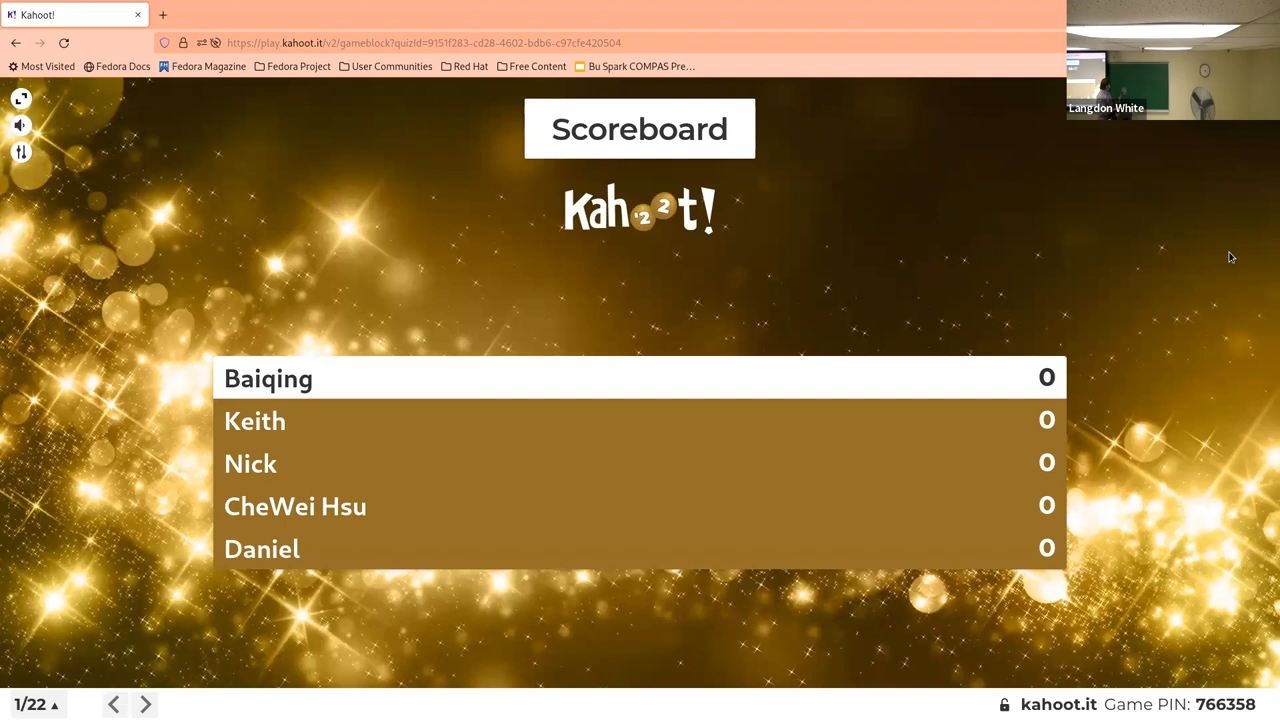 Kahoot!
https://play.kahoot.it/v2/gameblock?quizId=9151f283-cd28-4602-bdb6-c97cfe420504
Most Visited Fedora Docs Fedora Magazine Fedora Project User Communities Red Hat Free Content Bu Spark COMPAS Pre…
Langdon White
Scoreboard
Kah'22t!
Baiqing 0
Keith 0
Nick 0
CheWei Hsu 0
Daniel 0
1/22 kahoot.it Game PIN: 766358